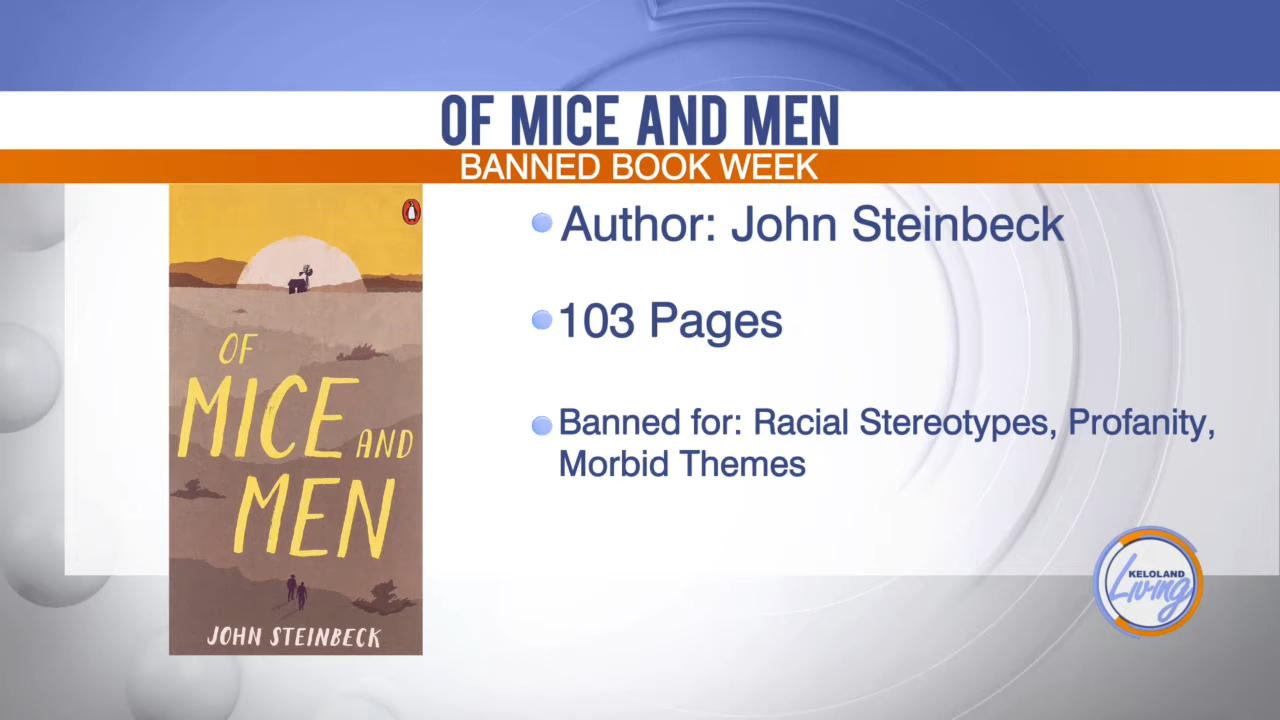 OF MICE AND MEN
BANNED BOOK WEEK
OF
MICE AND
MEN
JOHN STEINBECK
Author: John Steinbeck
103 Pages
Banned for: Racial Stereotypes, Profanity,
Morbid Themes
KELOLAND
Living